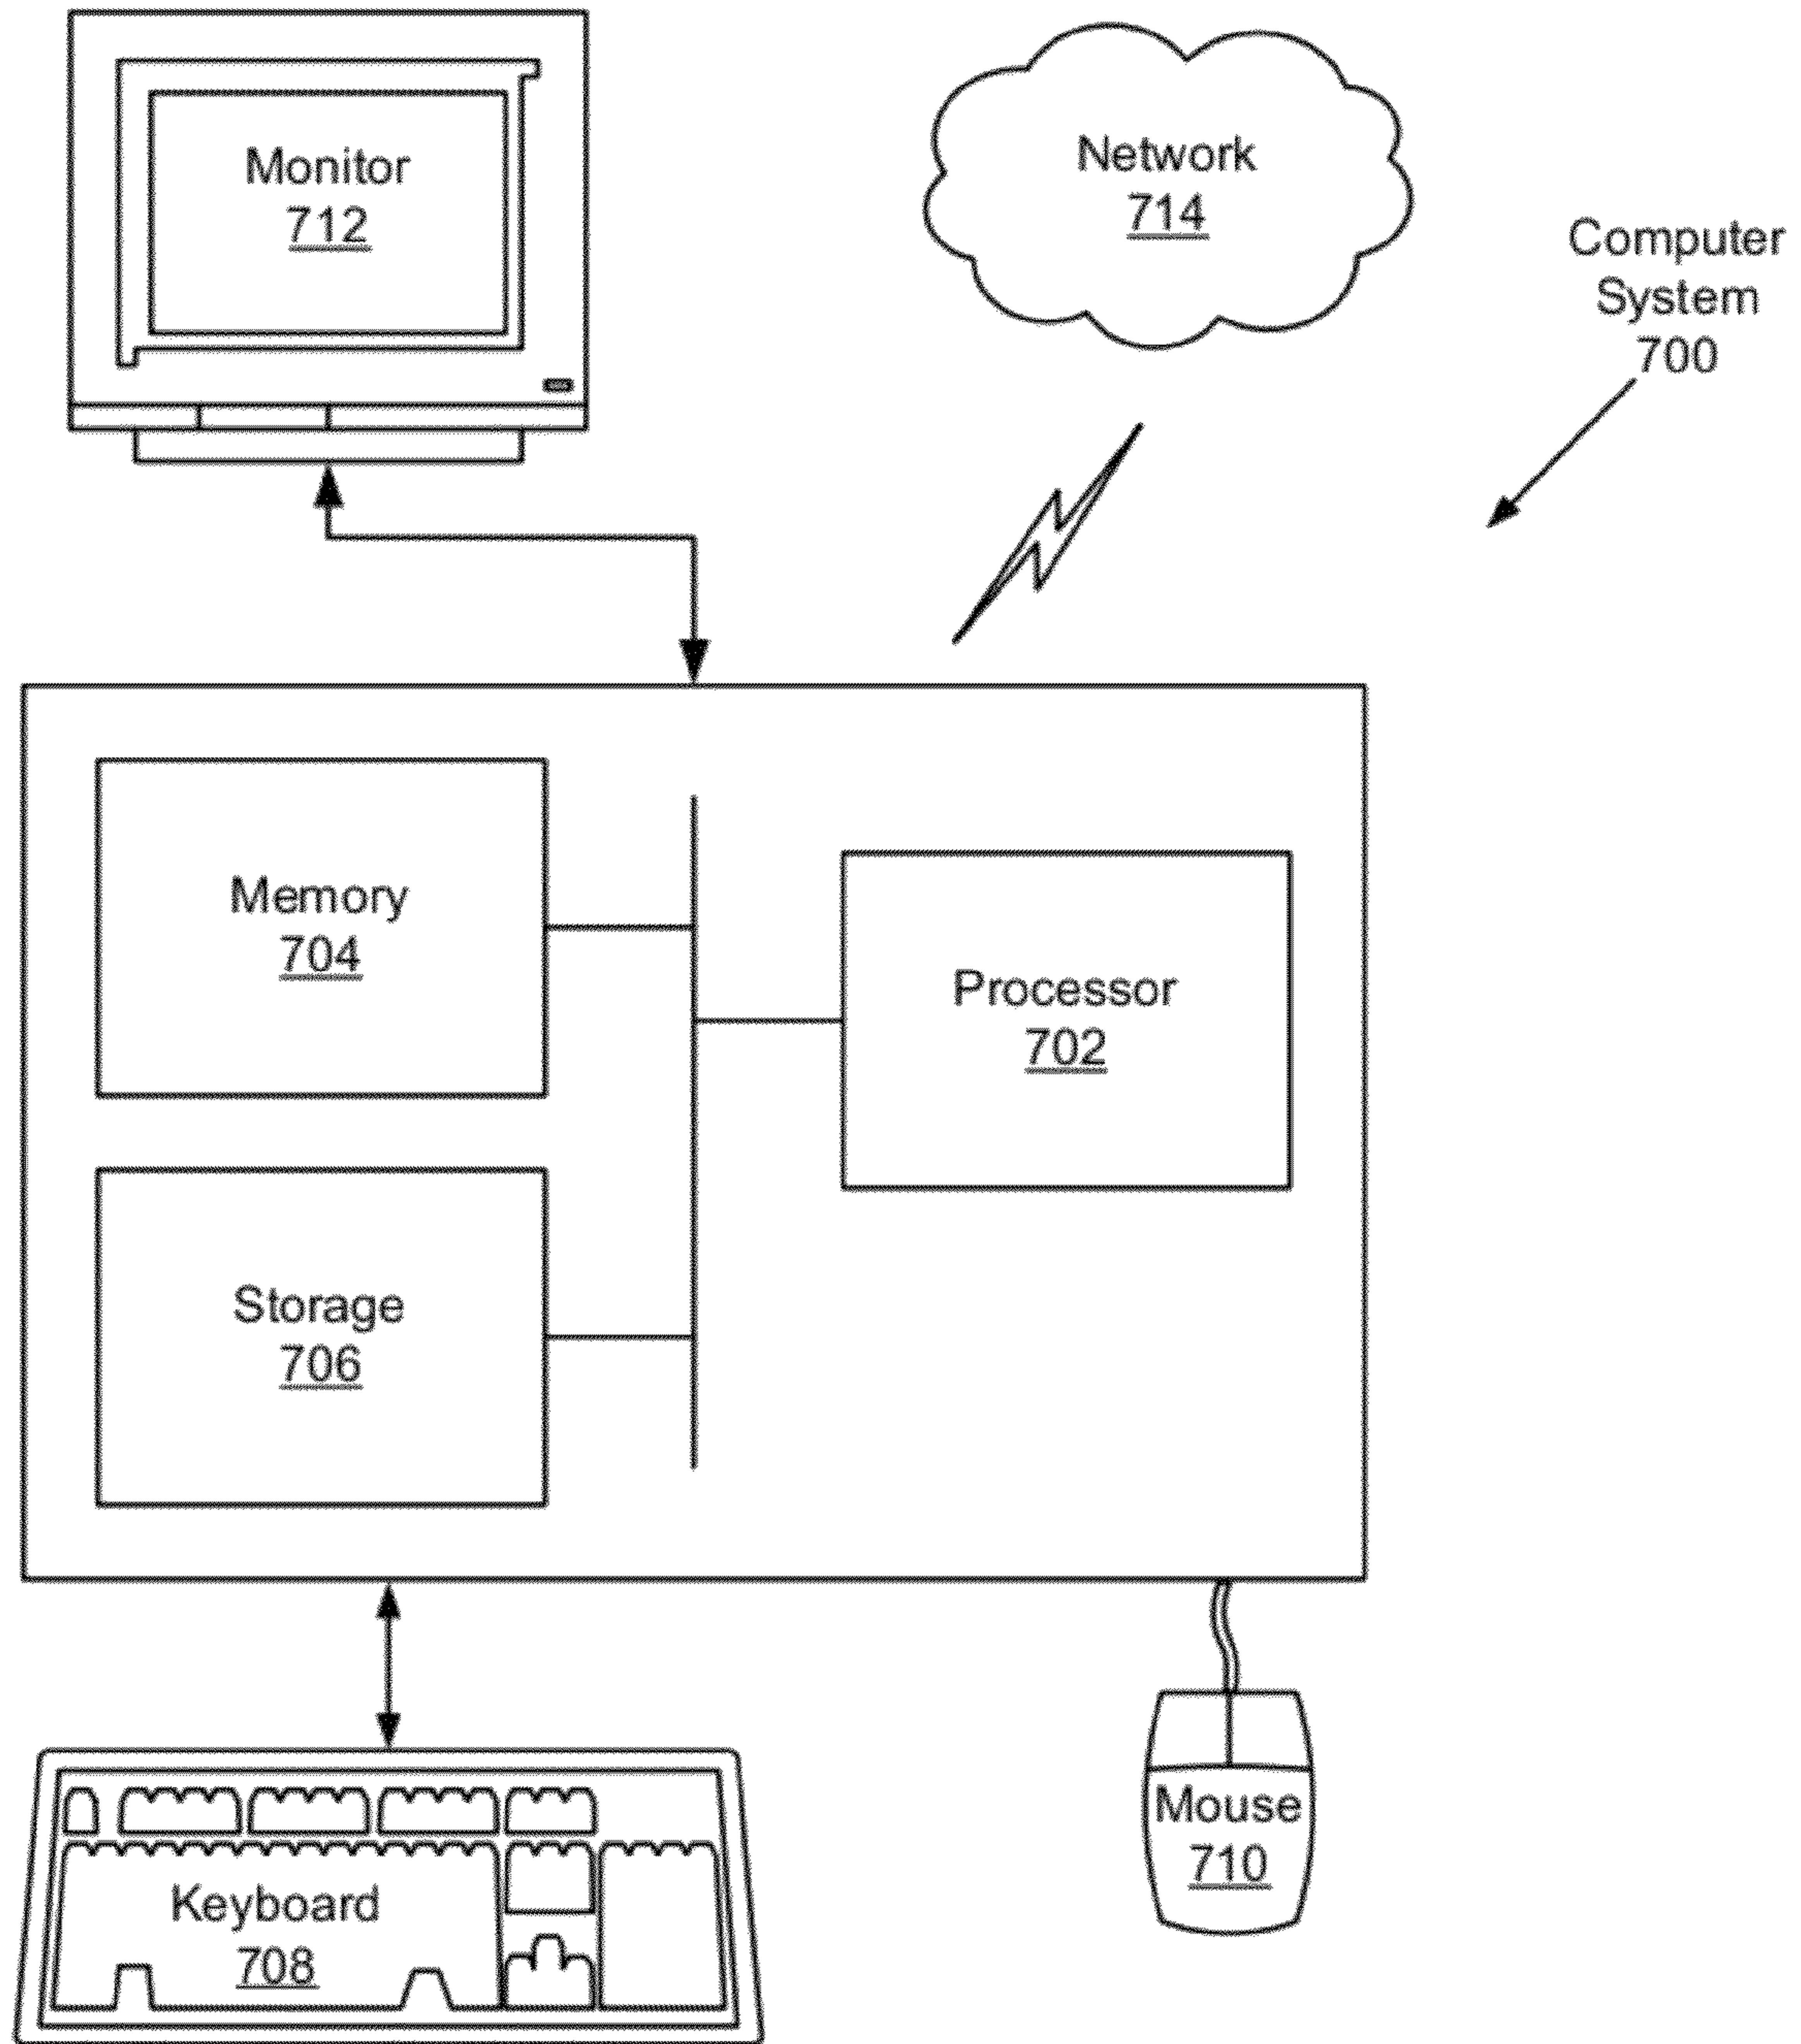 Monitor
712
Network
714
Computer
System
700
Memory
704
Processor
702
Storage
706
Mouse
710
Keyboard
708